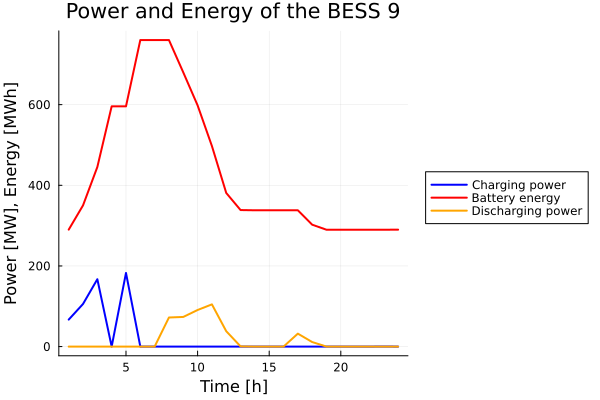 Power and Energy of the BESS 9
Power [MW], Energy [MWh]
600
400
200
0
5
10
15
20
Time [h]
Charging power
Battery energy
Discharging power